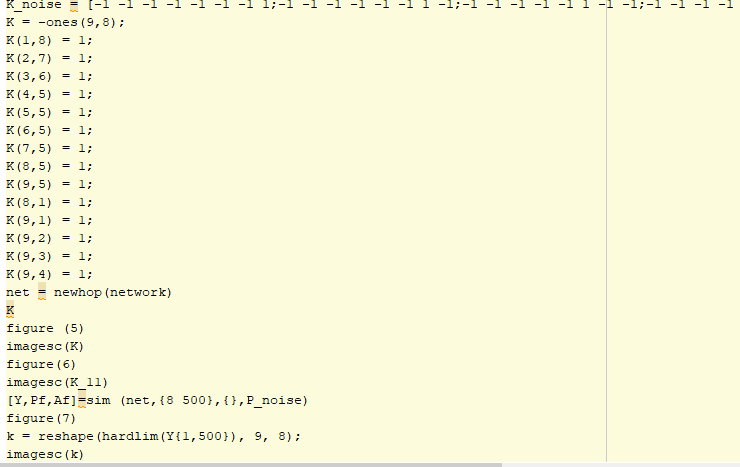 K_noise = [-1 -1 -1 -1 -1 -1 -1 1;-1 -1 -1 -1 -1 -1 1 -1;-1 -1 -1 -1 -1 1 -1 -1;-1 -1 -1 -1
K = -ones(9,8);
K(1,8) = 1;
K(2,7) = 1;
K(3,6) = 1;
K(4,5) = 1;
K(5,5) = 1;
K(6,5) = 1;
K(7,5) = 1;
K(8,5) = 1;
K(9,5) = 1;
K(8,1) = 1;
K(9,1) = 1;
K(9,2) = 1;
K(9,3) = 1;
K(9,4) = 1;
net = newhop(network)
K
figure (5)
imagesc(K)
figure(6)
imagesc(K_11)
[Y,Pf,Af]=sim (net,{8 500},{},P_noise)
figure(7)
k = reshape(hardlim(Y{1,500}), 9, 8);
imagesc(k)